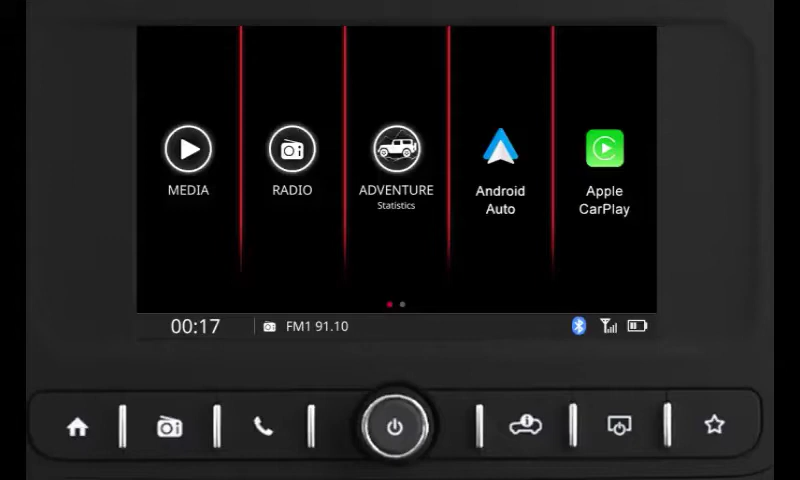 MEDIA
RADIO
ADVENTURE
Statistics
Android
Auto
Apple
CarPlay
00:17
FM1 91.10